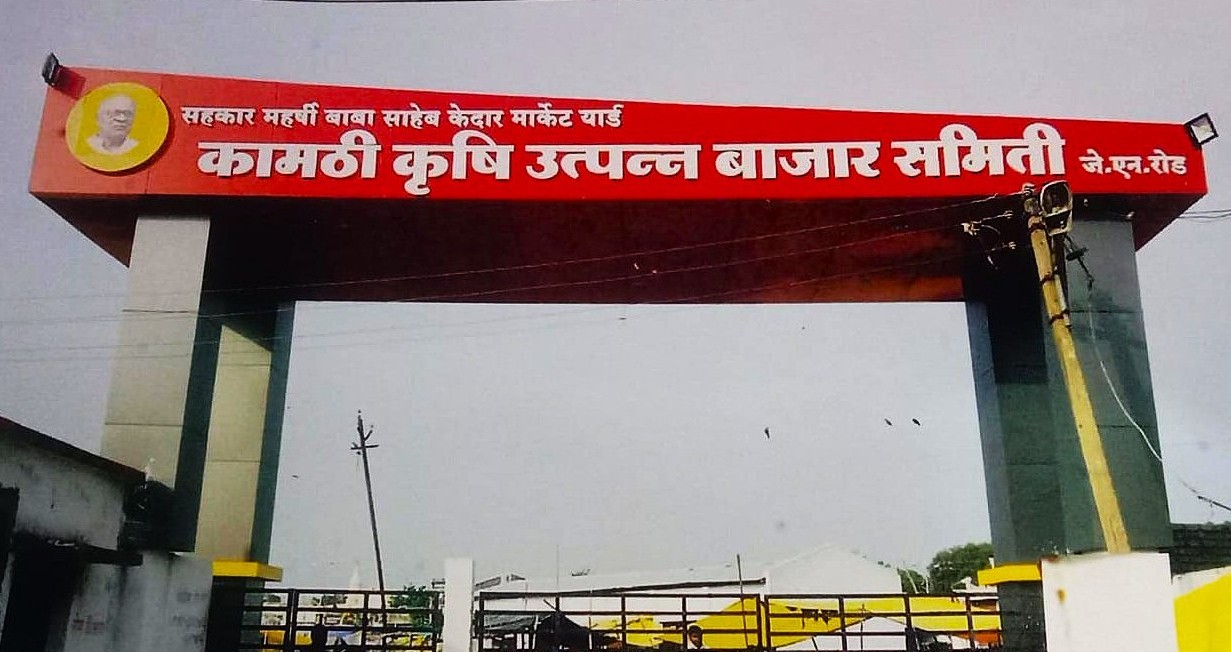 सहकार महर्षी बाबा साहेब केदार मार्केट यार्ड
कामठी कृषि उत्पन्न बाजार समिती जे.एन.रोड